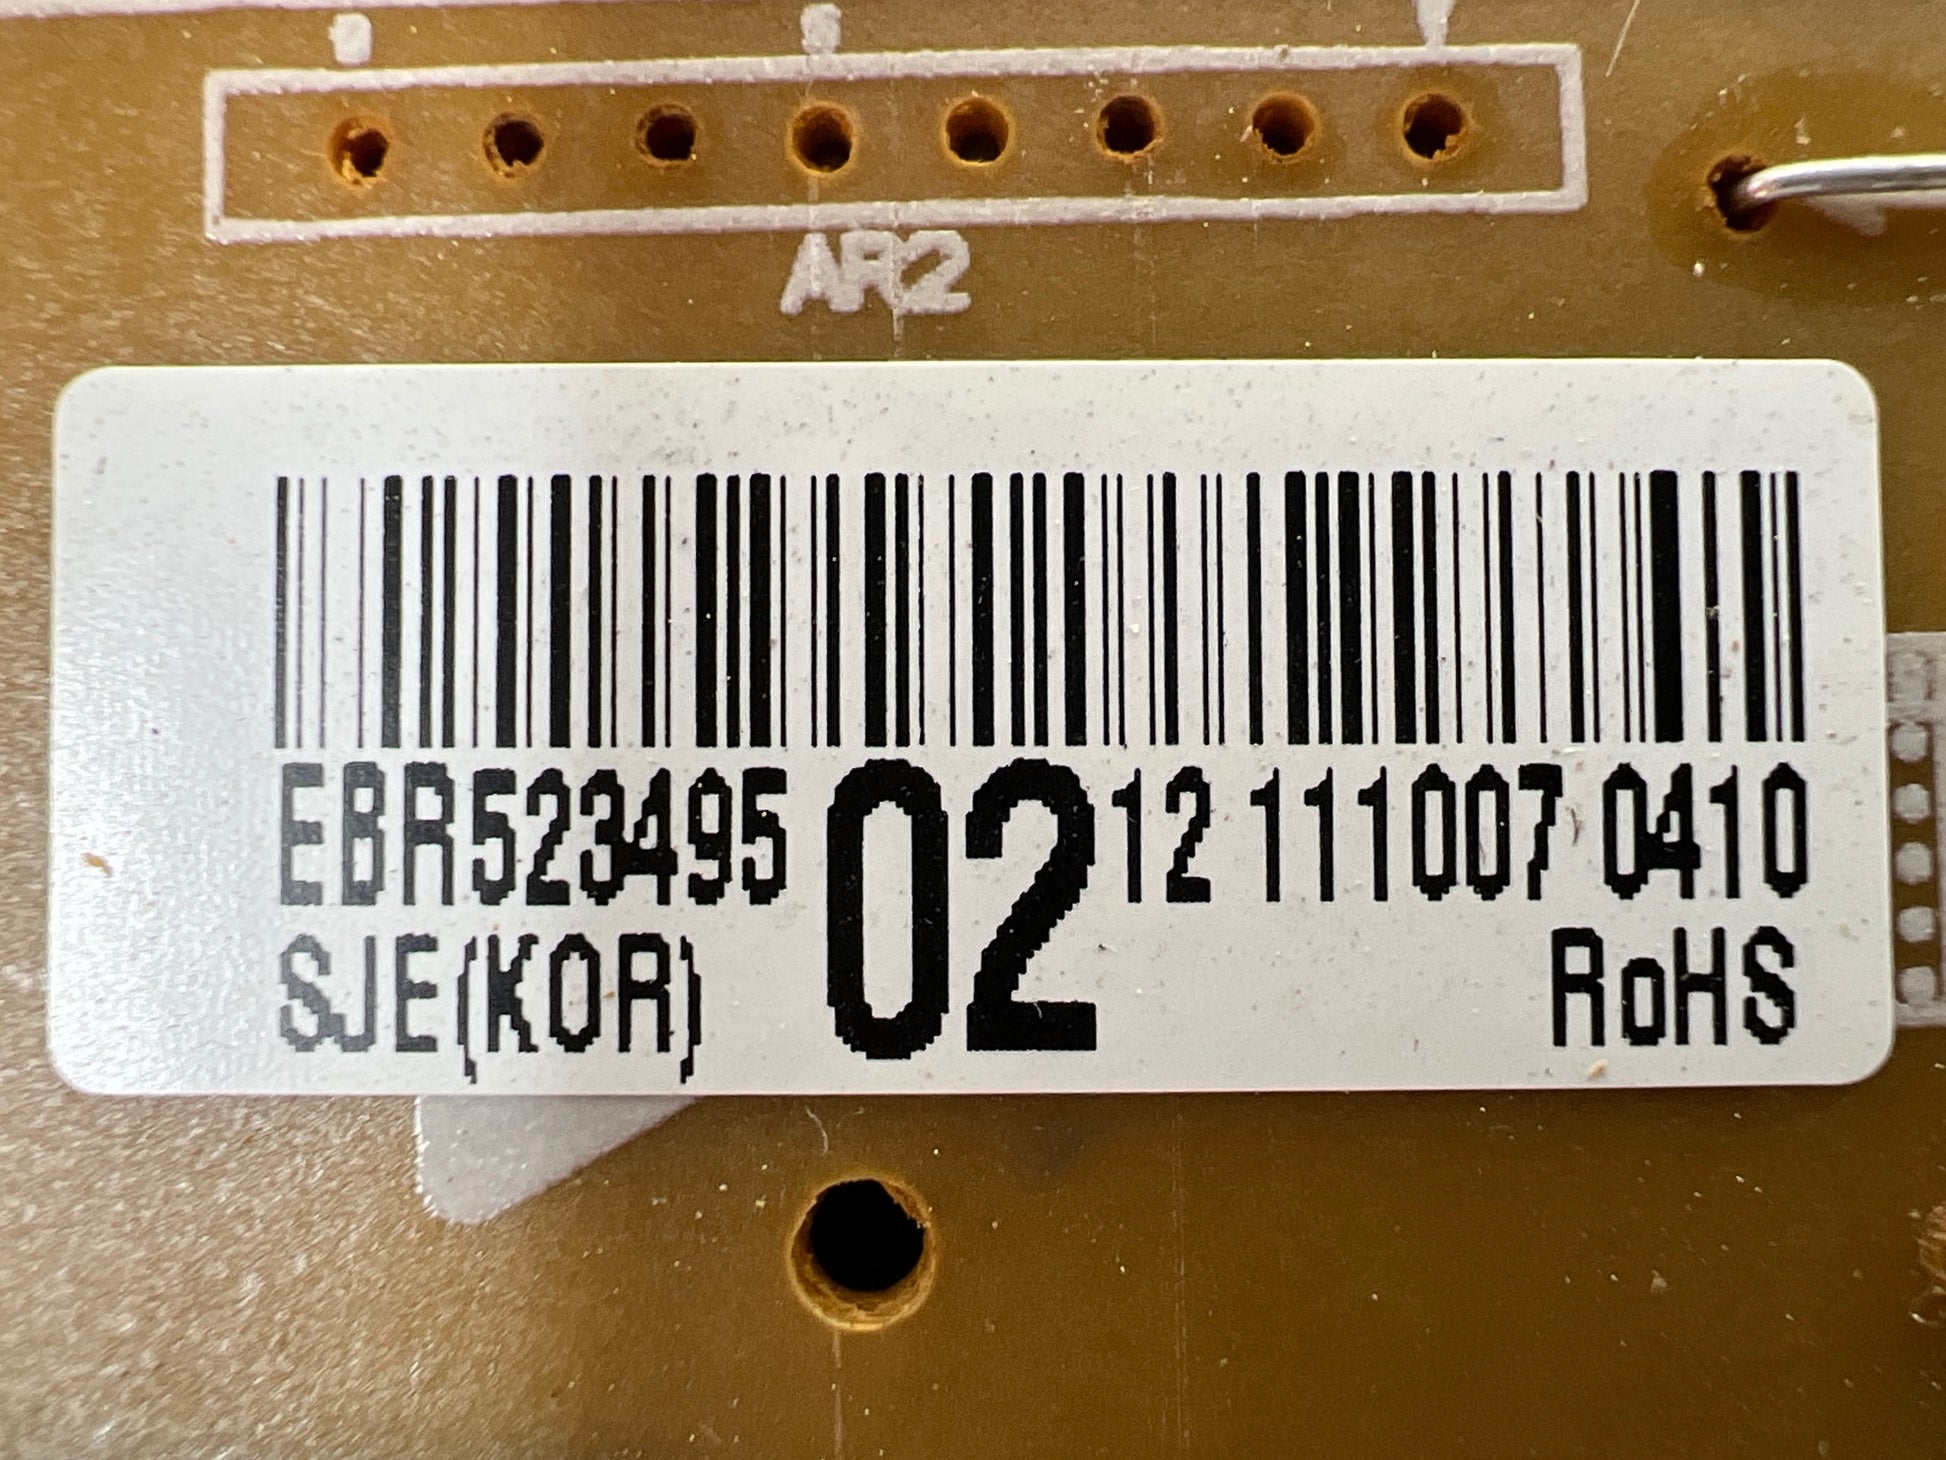 AR2
EBR523495 02 12 111007 0410
SJE(KOR) RoHS